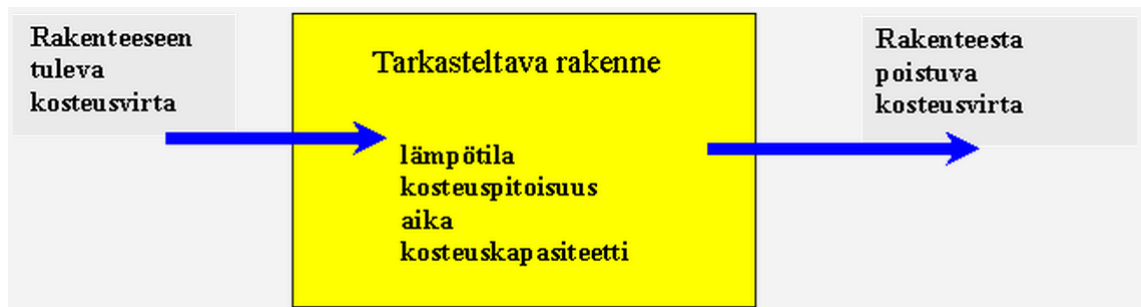 Rakenteeseen
tuleva
kosteusvirta
Tarkasteltava rakenne
lämpötila
kosteuspitoisuus
aika
kosteuskapasiteetti
Rakenteesta
poistuva
kosteusvirta